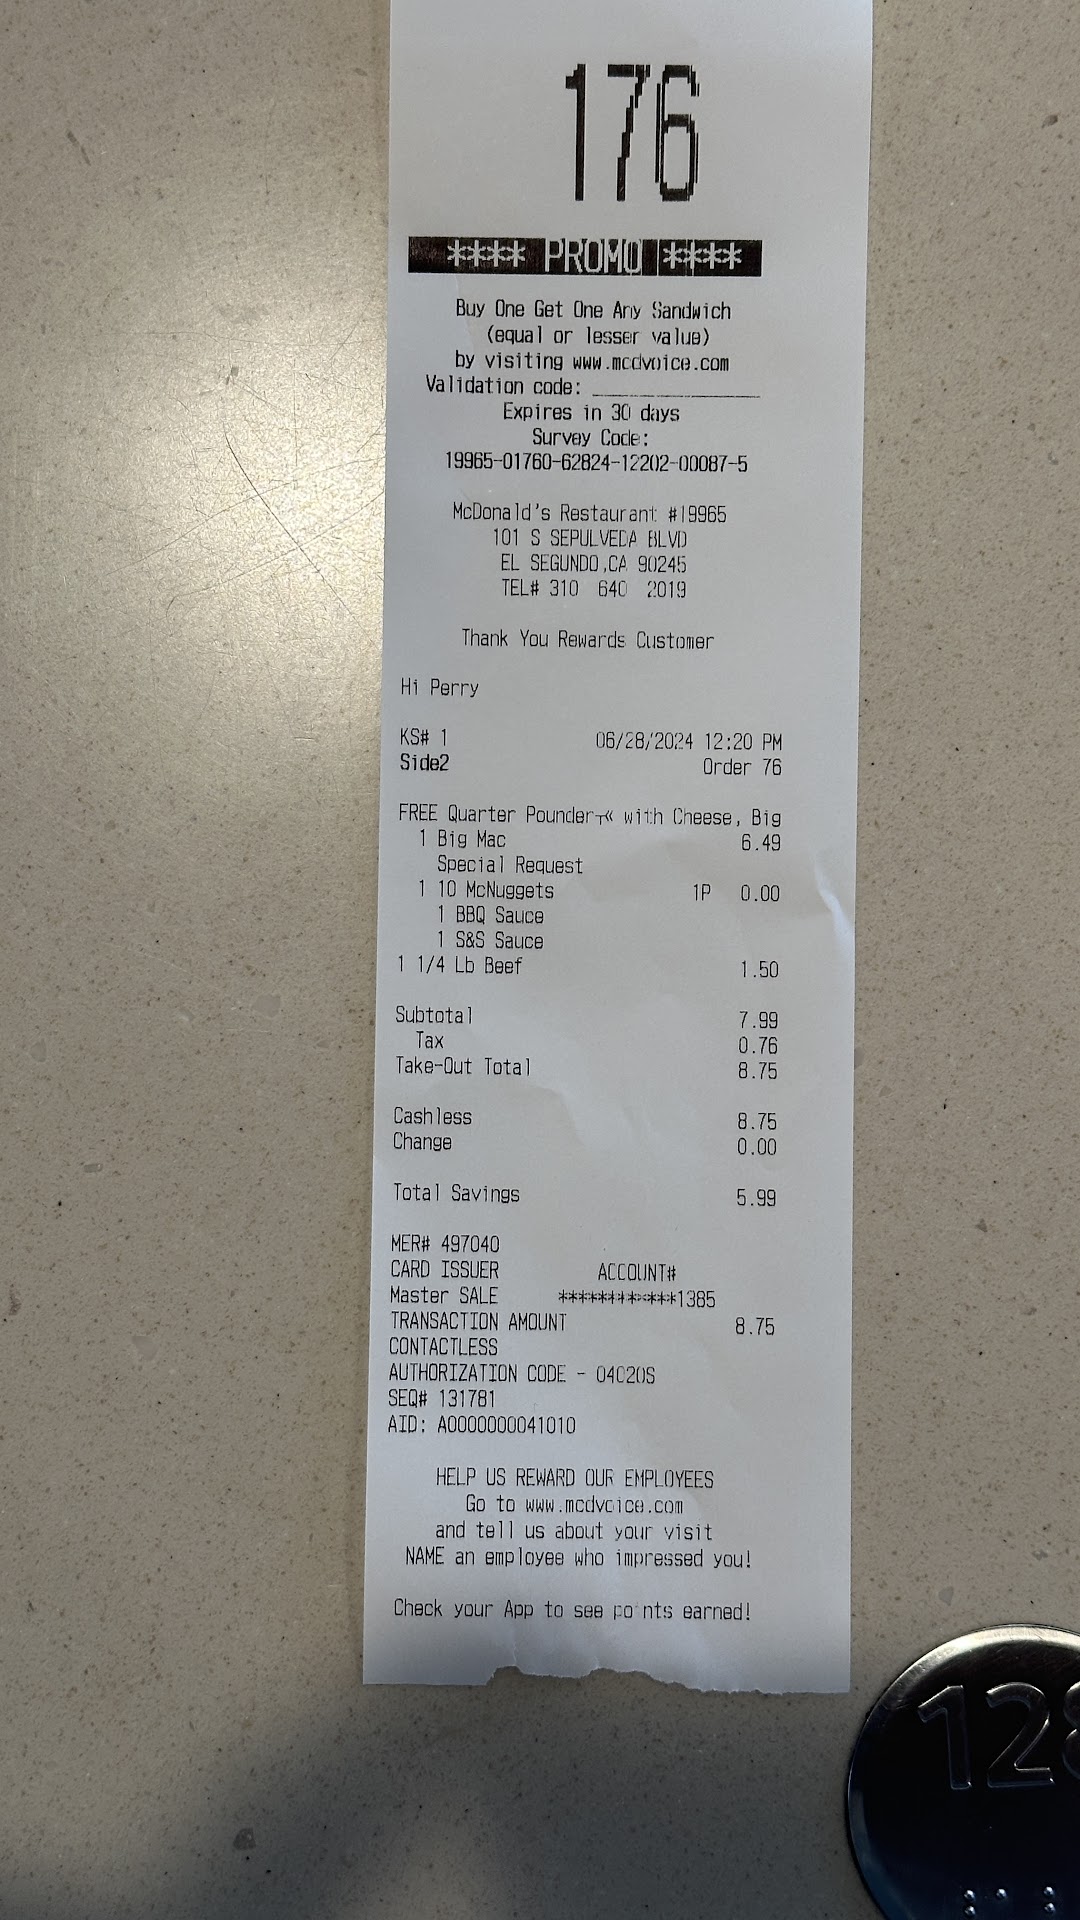 176
**** PROMO ****
Buy One Get One Any Sandwich
(equal or lesser value)
by visiting www.mcdvoice.com
Validation code: ______________
Expires in 30 days
Survey Code:
19965-01760-62824-12202-00087-5
McDonald's Restaurant #19965
101 S SEPULVEDA BLVD
EL SEGUNDO,CA 90245
TEL# 310 640 2019
Thank You Rewards Customer
Hi Perry
KS# 1 06/28/2024 12:20 PM
Side2 Order 76
FREE Quarter Pounder┬« with Cheese, Big
1 Big Mac 6.49
Special Request
1 10 McNuggets 1P 0.00
1 BBQ Sauce
1 S&S Sauce
1 1/4 Lb Beef 1.50
Subtotal 7.99
Tax 0.76
Take-Out Total 8.75
Cashless 8.75
Change 0.00
Total Savings 5.99
MER# 497040
CARD ISSUER ACCOUNT#
Master SALE ************1385
TRANSACTION AMOUNT 8.75
CONTACTLESS
AUTHORIZATION CODE - 04020S
SEQ# 131781
AID: A0000000041010
HELP US REWARD OUR EMPLOYEES
Go to www.mcdvoice.com
and tell us about your visit
NAME an employee who impressed you!
Check your App to see points earned!
128